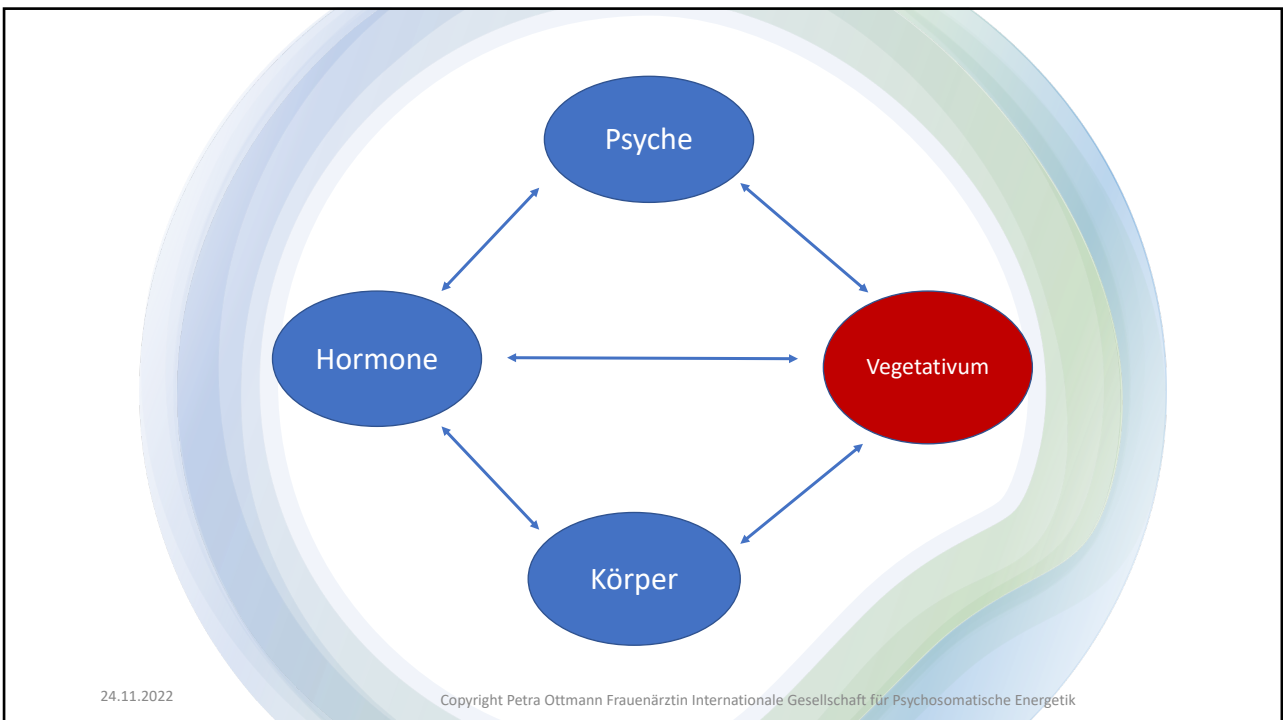 Psyche
Hormone
Vegetativum
Körper
24.11.2022
Copyright Petra Ottmann Frauenärztin Internationale Gesellschaft für Psychosomatische Energetik